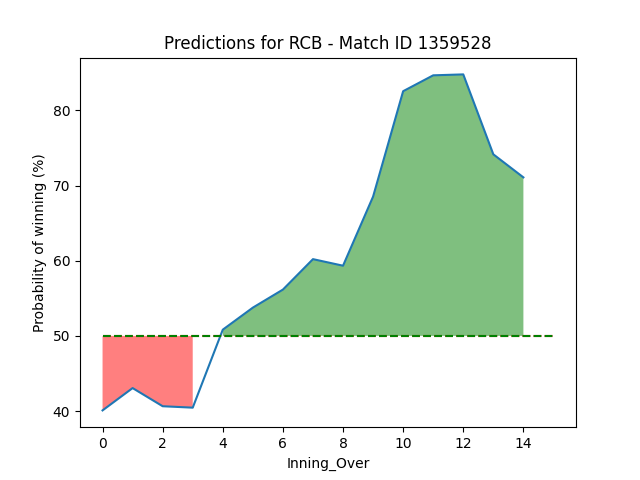 Predictions for RCB - Match ID 1359528
Probability of winning (%)
80
70
60
50
40
0 2 4 6 8 10 12 14
Inning_Over